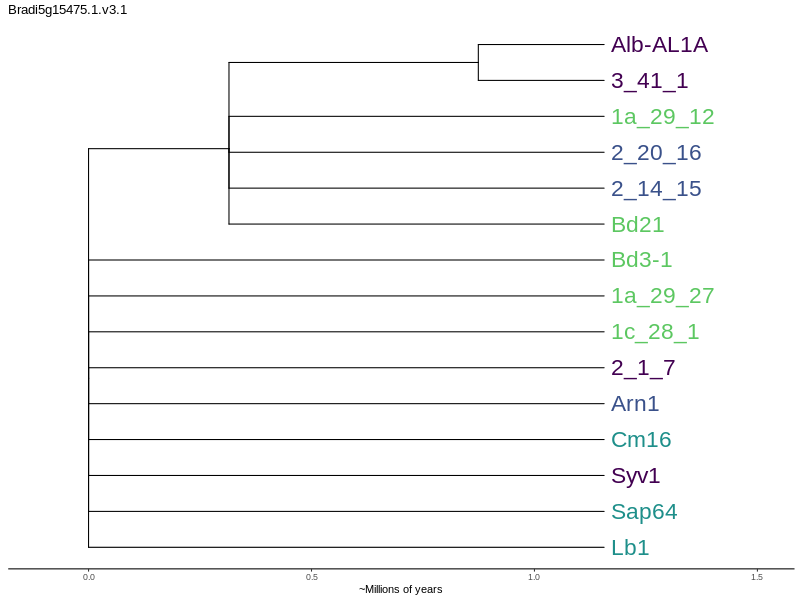 Bradi5g15475.1.v3.1
Alb-AL1A
3_41_1
1a_29_12
2_20_16
2_14_15
Bd21
Bd3-1
1a_29_27
1c_28_1
2_1_7
Arn1
Cm16
Syv1
Sap64
Lb1
0.0 0.5 1.0 1.5
~Millions of years